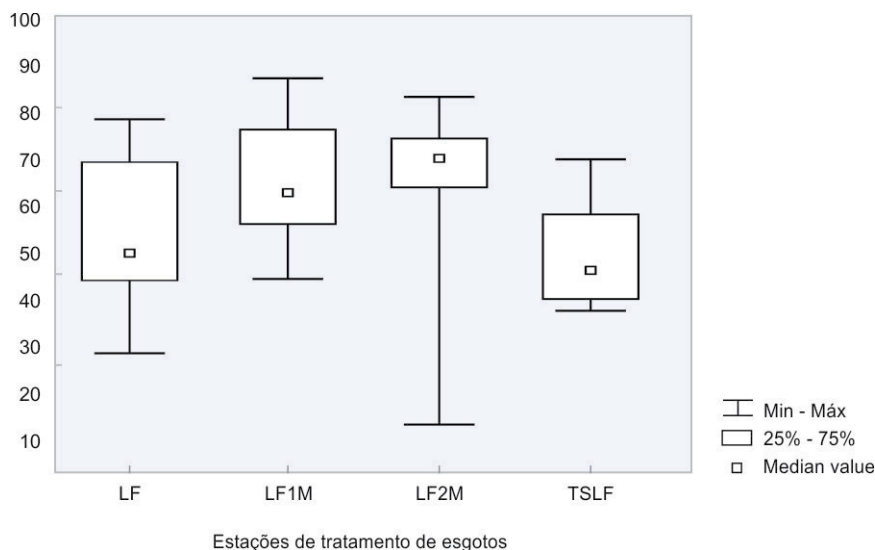 100
90
80
70
60
50
40
30
20
10
LF LF1M LF2M TSLF
Estações de tratamento de esgotos
Min - Máx
25% - 75%
Median value